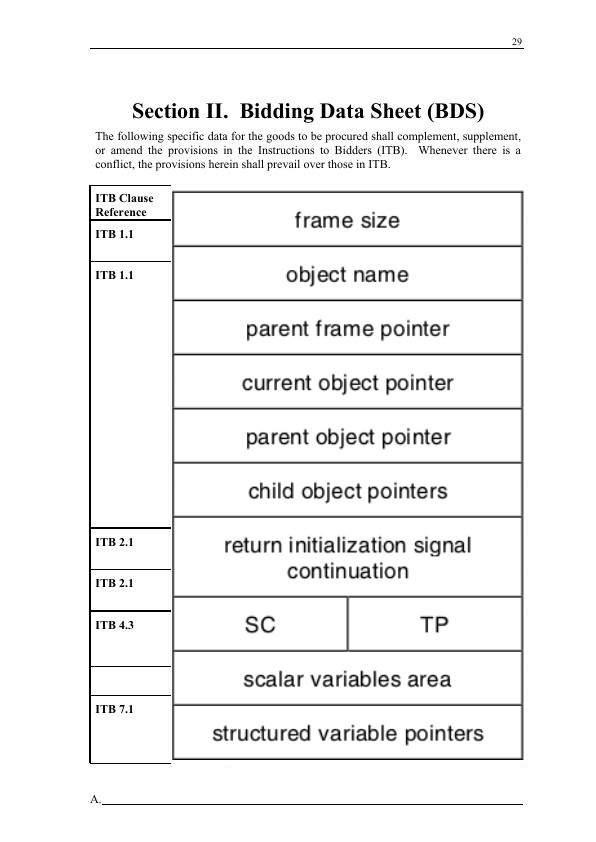 29
Section II.  Bidding Data Sheet (BDS)
The following specific data for the goods to be procured shall complement, supplement,
or amend the provisions in the Instructions to Bidders (ITB).  Whenever there is a
conflict, the provisions herein shall prevail over those in ITB.
ITB Clause
Reference
frame size
ITB 1.1
ITB 1.1
object name
parent frame pointer
current object pointer
parent object pointer
child object pointers
ITB 2.1
return initialization signal
continuation
ITB 2.1
ITB 4.3
SC
TP
scalar variables area
ITB 7.1
structured variable pointers
A.